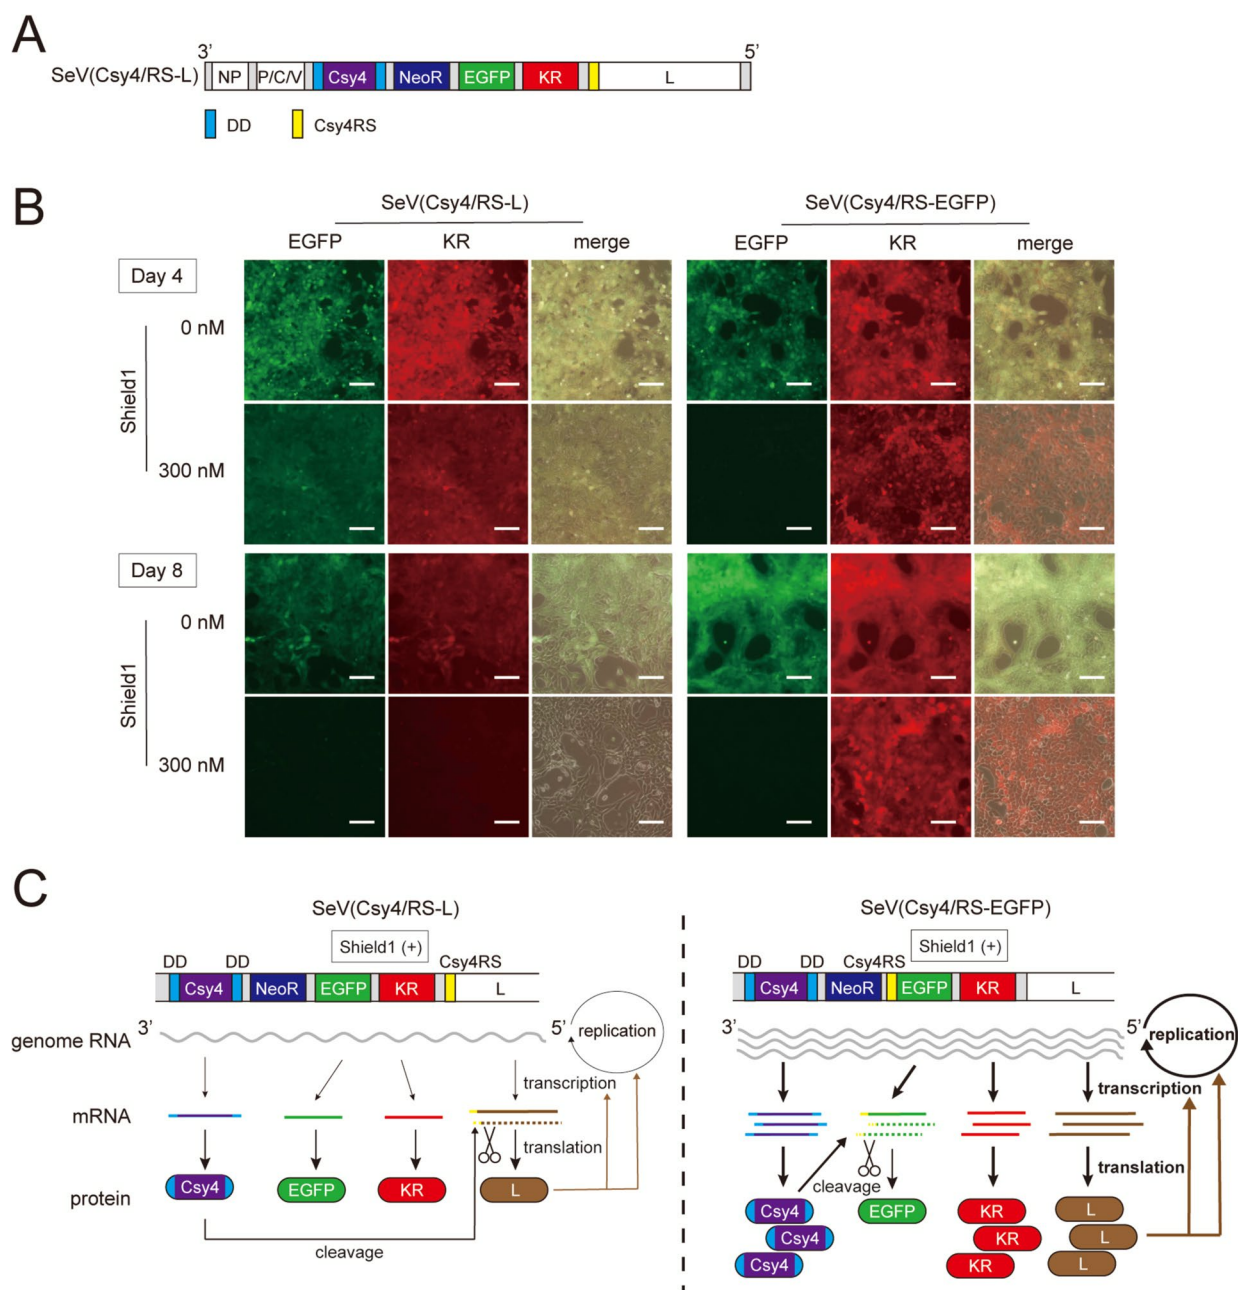 A
3’ 5’
SeV(Csy4/RS-L) NP P/C/V Csy4 NeoR EGFP KR L
DD Csy4RS
B
SeV(Csy4/RS-L) SeV(Csy4/RS-EGFP)
EGFP KR merge EGFP KR merge
Day 4
0 nM
Shield1
300 nM
Day 8
0 nM
Shield1
300 nM
C
SeV(Csy4/RS-L)
Shield1 (+)
DD DD Csy4RS
Csy4 NeoR EGFP KR L
3’ 5’
genome RNA replication
transcription
mRNA
translation
protein Csy4 EGFP KR L
cleavage
SeV(Csy4/RS-EGFP)
Shield1 (+)
DD DD Csy4RS
Csy4 NeoR EGFP KR L
3’ 5’
replication
transcription
translation
cleavage
Csy4 EGFP KR L
Csy4 KR L
Csy4 KR L